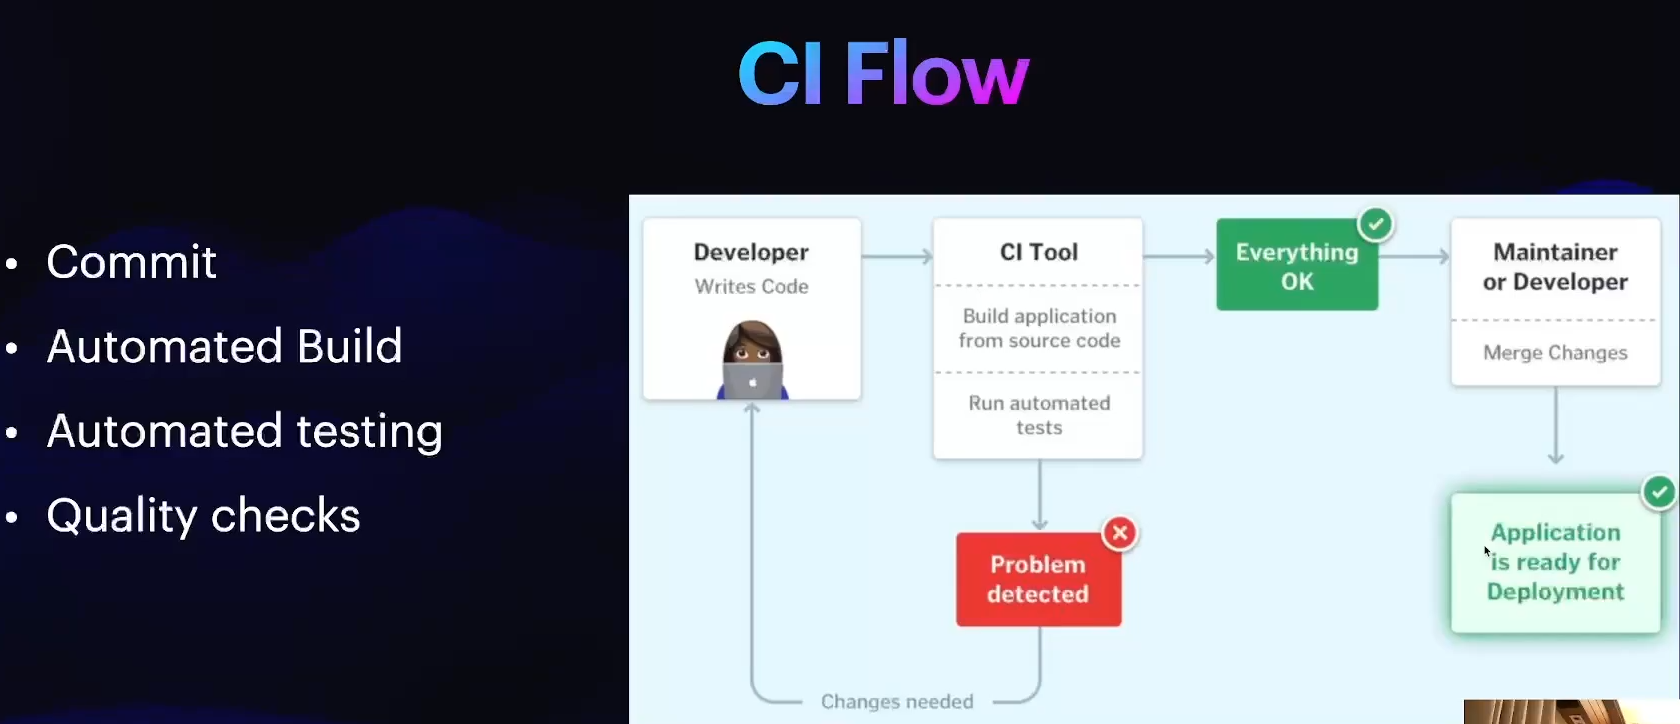 CI Flow
• Commit
• Automated Build
• Automated testing
• Quality checks
Developer
Writes Code
CI Tool
Build application
from source code
Run automated
tests
Everything
OK
Maintainer
or Developer
Merge Changes
Problem
detected
Changes needed
Application
is ready for
Deployment